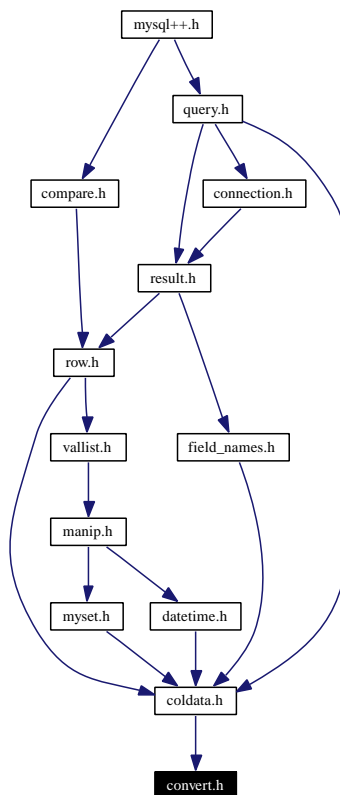 mysql++.h
query.h
compare.h
connection.h
result.h
row.h
vallist.h
field_names.h
manip.h
myset.h
datetime.h
coldata.h
convert.h